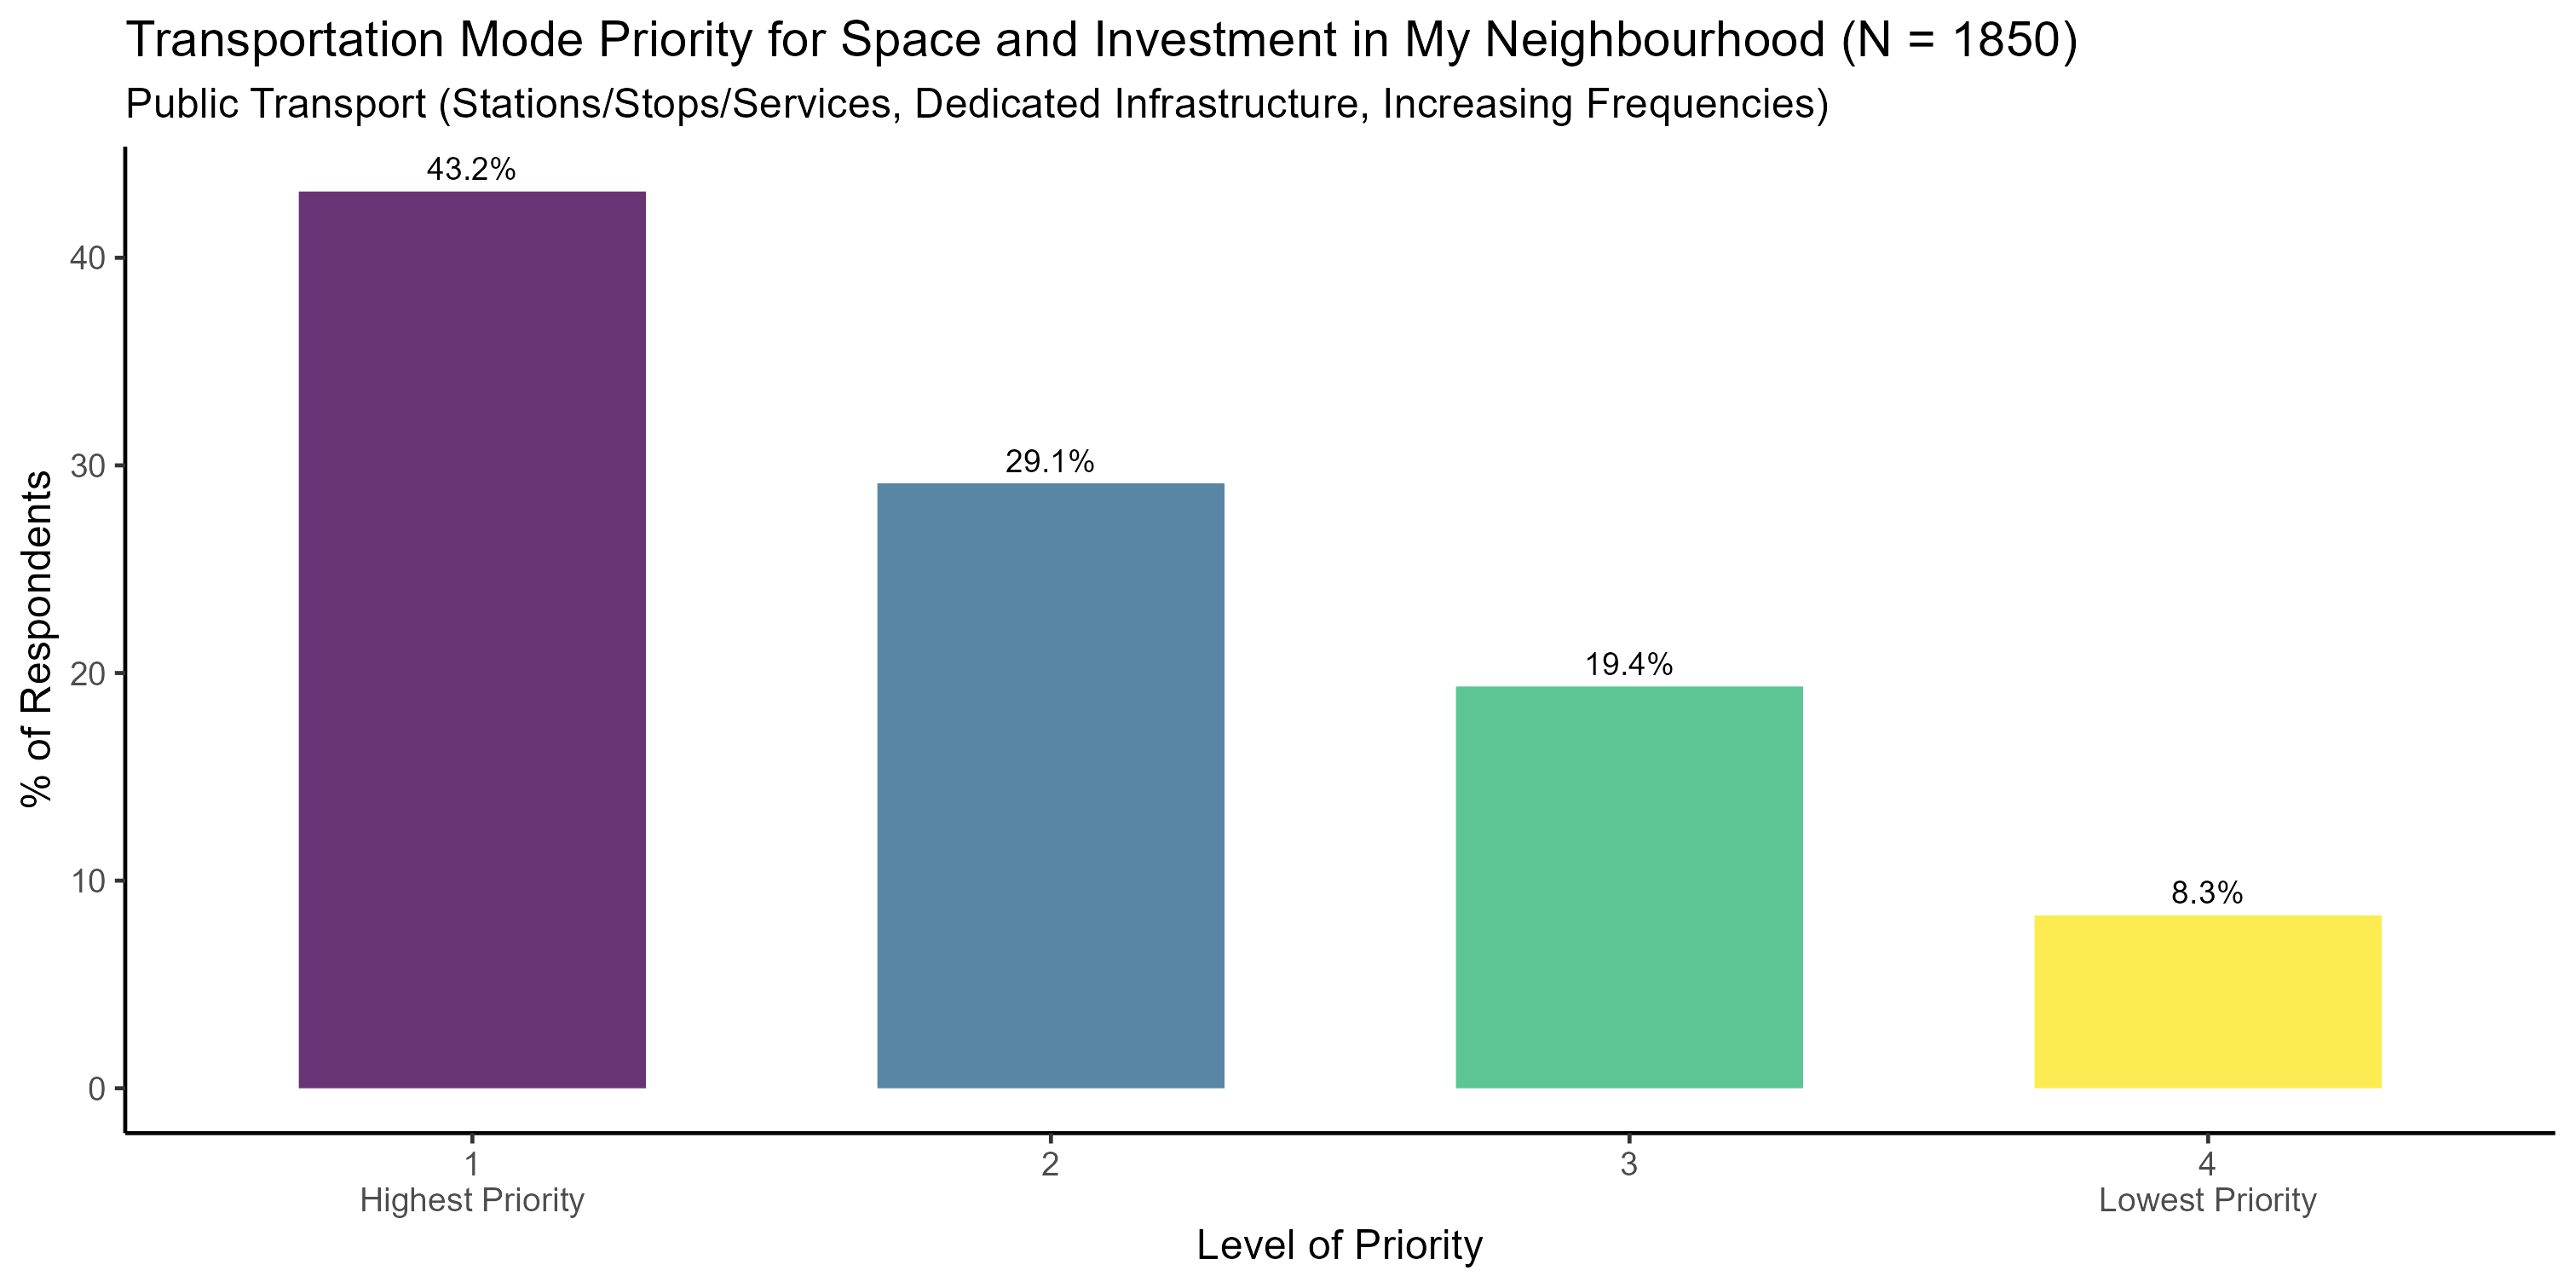 Transportation Mode Priority for Space and Investment in My Neighbourhood (N = 1850)
Public Transport (Stations/Stops/Services, Dedicated Infrastructure, Increasing Frequencies)
% of Respondents
40
30
20
10
0
43.2%
29.1%
19.4%
8.3%
1
Highest Priority
2
3
4
Lowest Priority
Level of Priority